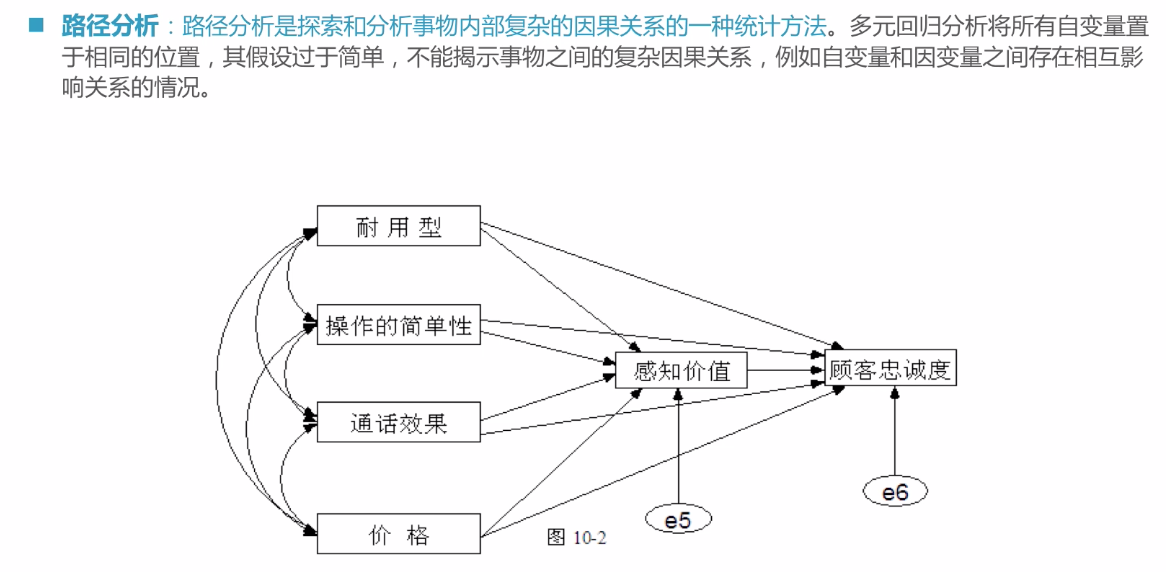 路径分析：路径分析是探索和分析事物内部复杂的因果关系的一种统计方法。多元回归分析将所有自变量置
于相同的位置，其假设过于简单，不能揭示事物之间的复杂因果关系，例如自变量和因变量之间存在相互影
响关系的情况。
耐用型
操作的简单性
感知价值
顾客忠诚度
通话效果
e6
e5
价格
图 10-2